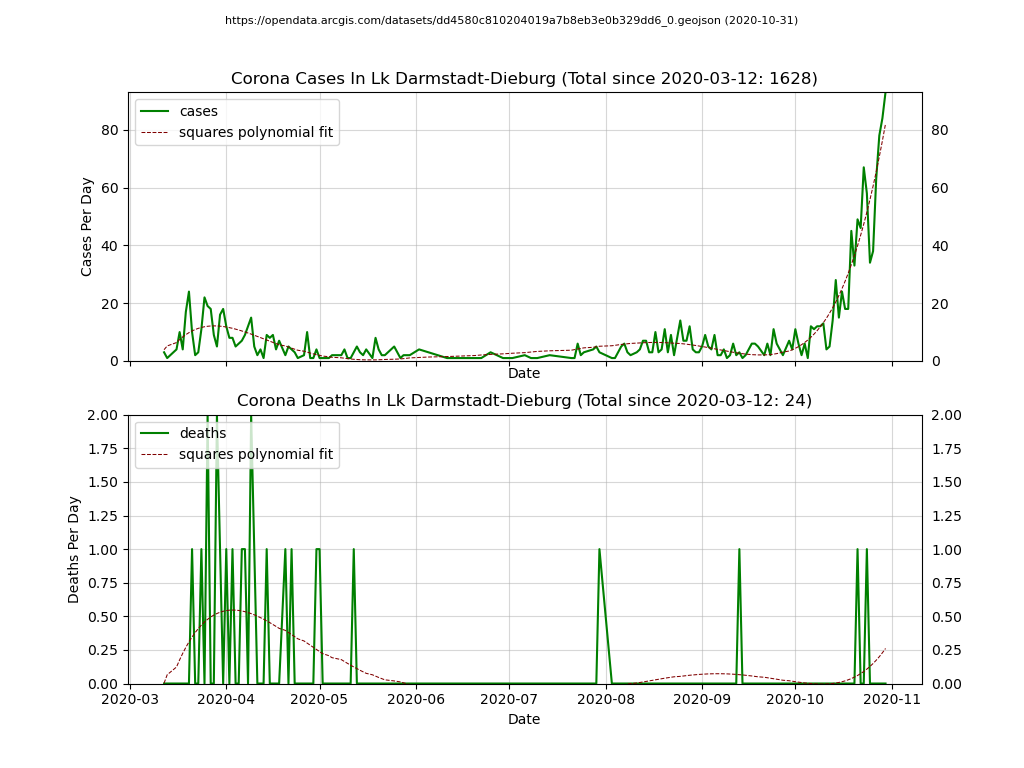 https://opendata.arcgis.com/datasets/dd4580c810204019a7b8eb3e0b329dd6_0.geojson (2020-10-31)
Corona Cases In Lk Darmstadt-Dieburg (Total since 2020-03-12: 1628)
cases
squares polynomial fit
Cases Per Day
80
60
40
20
0
80
60
40
20
0
Date
Corona Deaths In Lk Darmstadt-Dieburg (Total since 2020-03-12: 24)
deaths
squares polynomial fit
Deaths Per Day
2.00
1.75
1.50
1.25
1.00
0.75
0.50
0.25
0.00
2.00
1.75
1.50
1.25
1.00
0.75
0.50
0.25
0.00
2020-03 2020-04 2020-05 2020-06 2020-07 2020-08 2020-09 2020-10 2020-11
Date